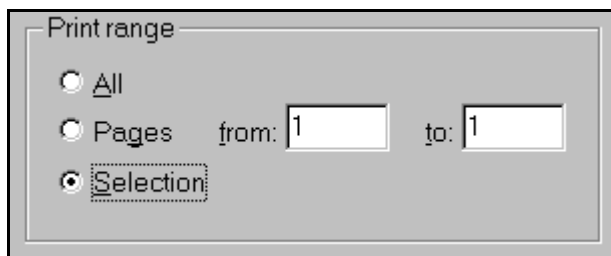 Print range
All
Pages from: 1 to: 1
Selection